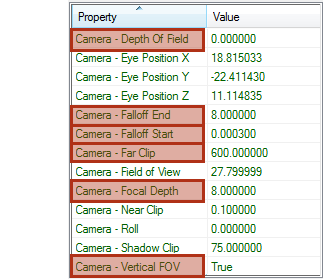 Property Value
Camera - Depth Of Field 0.000000
Camera - Eye Position X 18.815033
Camera - Eye Position Y -22.411430
Camera - Eye Position Z 11.114835
Camera - Falloff End 8.000000
Camera - Falloff Start 0.000300
Camera - Far Clip 600.000000
Camera - Field of View 27.799999
Camera - Focal Depth 8.000000
Camera - Near Clip 0.100000
Camera - Roll 0.000000
Camera - Shadow Clip 75.000000
Camera - Vertical FOV True